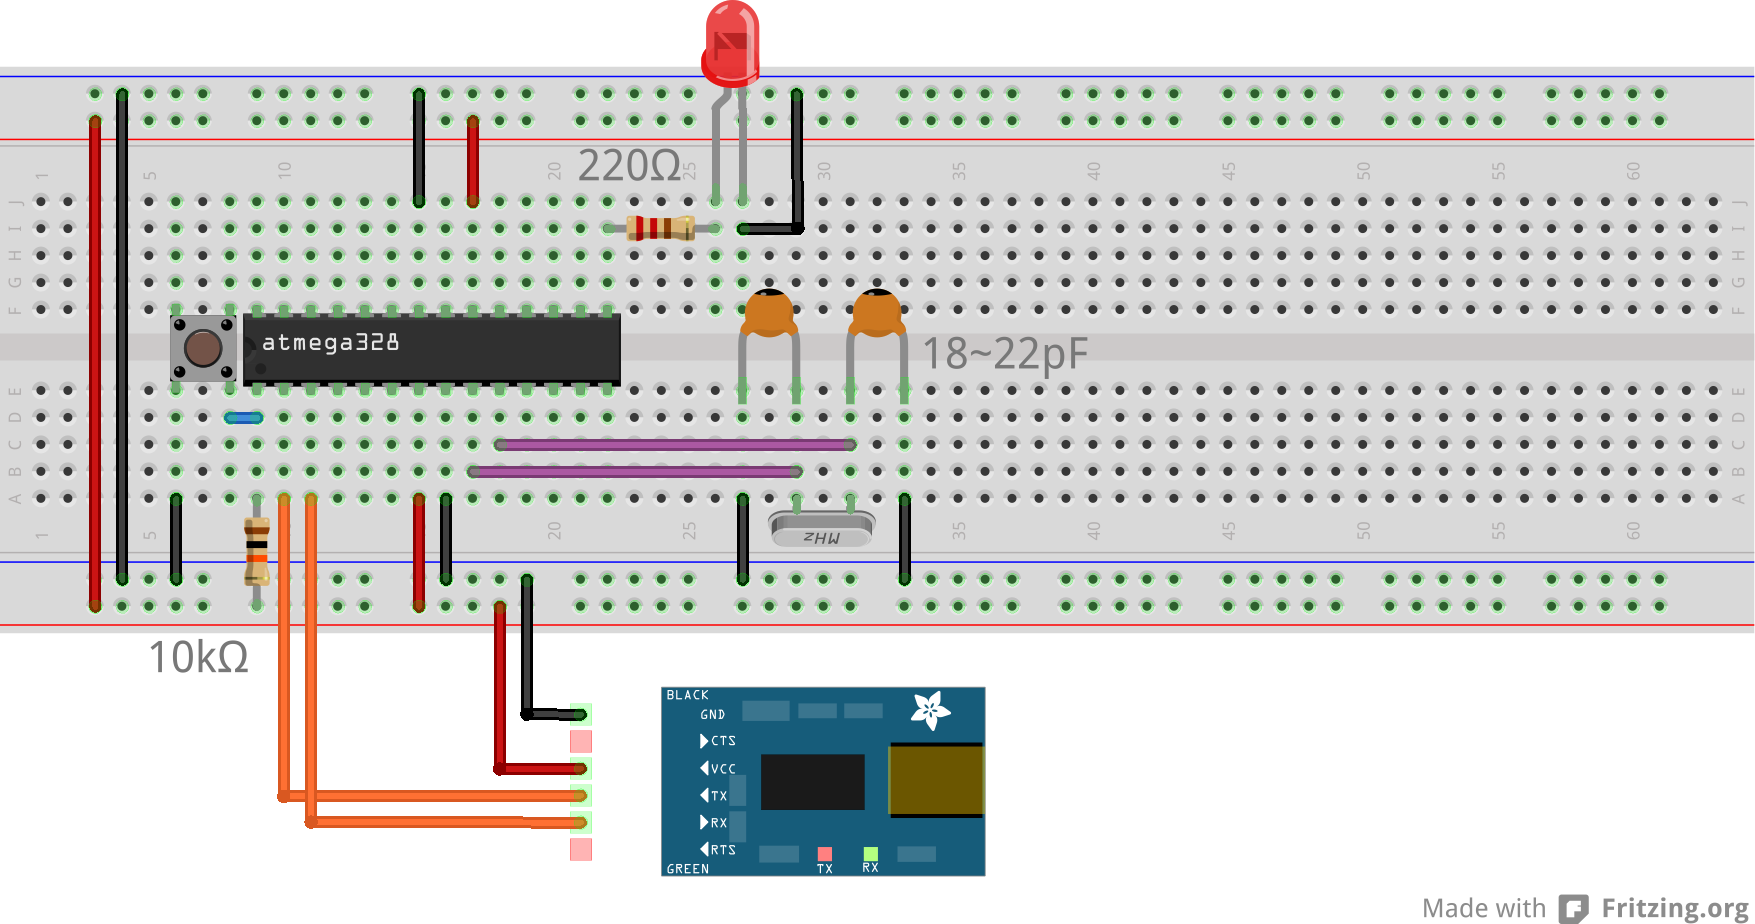 1 5 10 15 20 25 30 35 40 45 50 55 60
220Ω
J J
I I
H H
G G
F F
atmega328
18~22pF
E E
D D
C C
B B
A A
MHz
1 5 20 25 30 35 40 45 50 55 60
10kΩ
BLACK
GND
CTS
VCC
TX
RX
RTS
GREEN
TX RX
Made with Fritzing.org